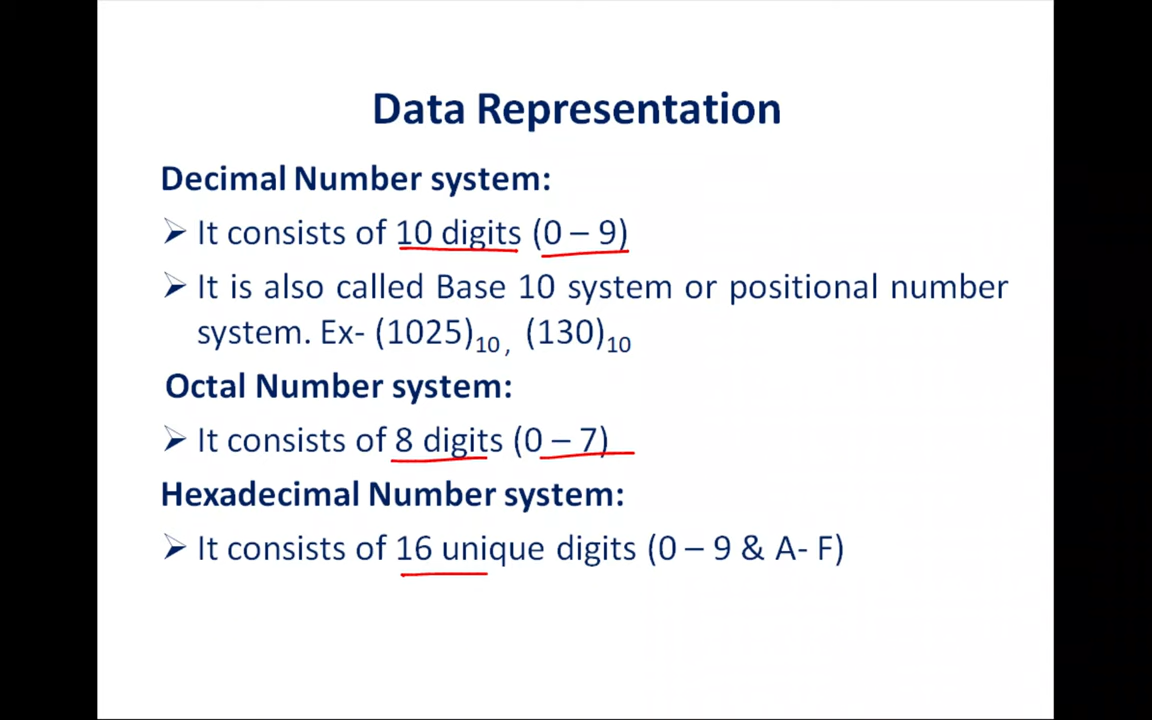 Data Representation
Decimal Number system:
➢ It consists of 10 digits (0 – 9)
➢ It is also called Base 10 system or positional number
system. Ex- (1025)₁₀ , (130)₁₀
Octal Number system:
➢ It consists of 8 digits (0 – 7)
Hexadecimal Number system:
➢ It consists of 16 unique digits (0 – 9 & A- F)